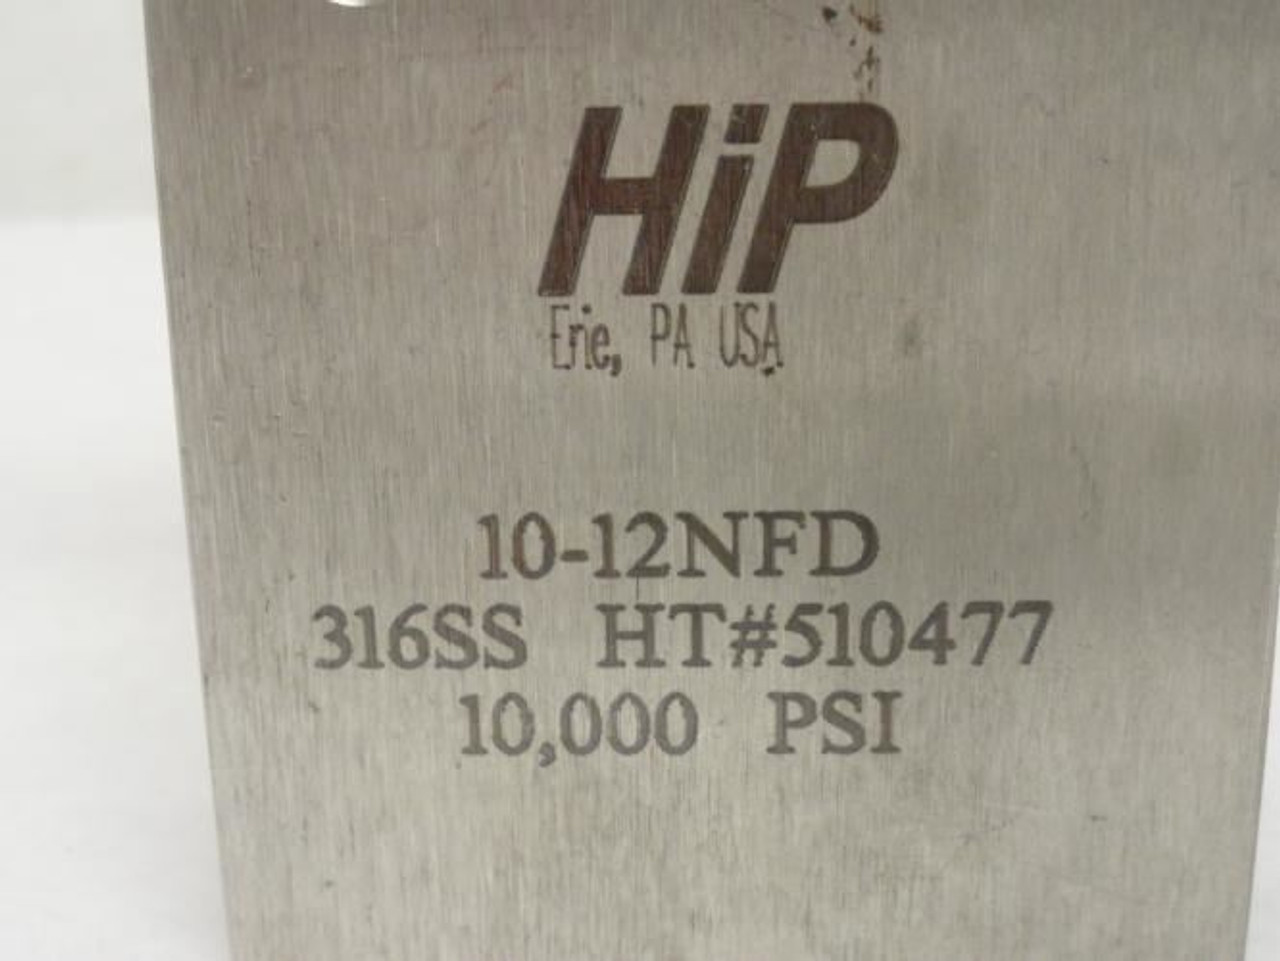 HiP
Erie, PA USA
10-12NFD
316SS HT#510477
10,000 PSI